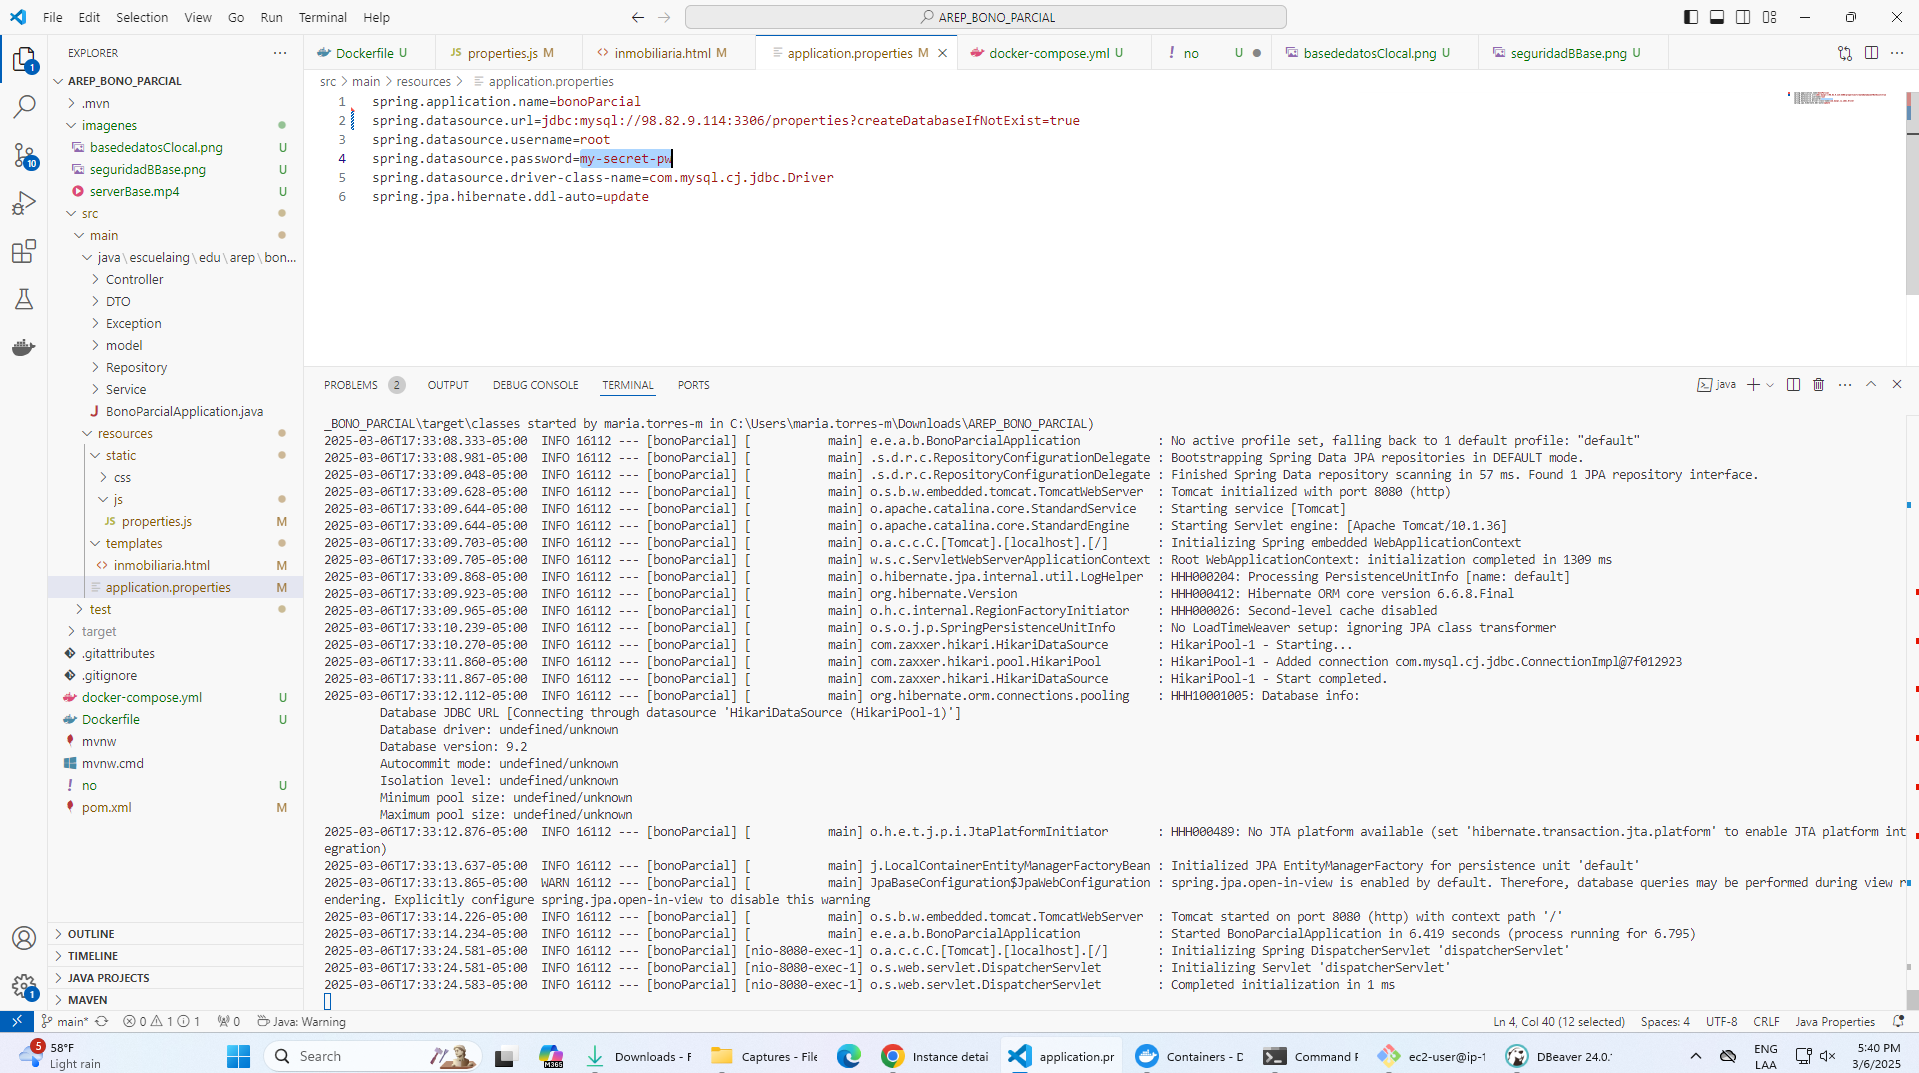 File Edit Selection View Go Run Terminal Help
AREP_BONO_PARCIAL
EXPLORER
Dockerfile U
JS properties.js M
<> inmobiliaria.html M
application.properties M
docker-compose.yml U
! no U
basededatosClocal.png U
seguridadBBase.png U
src > main > resources > application.properties
1 spring.application.name=bonoParcial
2 spring.datasource.url=jdbc:mysql://98.82.9.114:3306/properties?createDatabaseIfNotExist=true
3 spring.datasource.username=root
4 spring.datasource.password=my-secret-pw
5 spring.datasource.driver-class-name=com.mysql.cj.jdbc.Driver
6 spring.jpa.hibernate.ddl-auto=update
AREP_BONO_PARCIAL
.mvn
imagenes
basededatosClocal.png U
seguridadBBase.png U
serverBase.mp4 U
src
main
java\escuelaing\edu\arep\bon...
Controller
DTO
Exception
model
Repository
Service
J BonoParcialApplication.java
resources
static
css
js
JS properties.js M
templates
<> inmobiliaria.html M
application.properties M
test
target
.gitattributes
.gitignore
docker-compose.yml U
Dockerfile U
mvnw
mvnw.cmd
! no U
pom.xml M
OUTLINE
TIMELINE
JAVA PROJECTS
MAVEN
1
10
1
PROBLEMS 2 OUTPUT DEBUG CONSOLE TERMINAL PORTS
java
_BONO_PARCIAL\target\classes started by maria.torres-m in C:\Users\maria.torres-m\Downloads\AREP_BONO_PARCIAL)
2025-03-06T17:33:08.333-05:00 INFO 16112 --- [bonoParcial] [ main] e.e.a.b.BonoParcialApplication : No active profile set, falling back to 1 default profile: "default"
2025-03-06T17:33:08.981-05:00 INFO 16112 --- [bonoParcial] [ main] .s.d.r.c.RepositoryConfigurationDelegate : Bootstrapping Spring Data JPA repositories in DEFAULT mode.
2025-03-06T17:33:09.048-05:00 INFO 16112 --- [bonoParcial] [ main] .s.d.r.c.RepositoryConfigurationDelegate : Finished Spring Data repository scanning in 57 ms. Found 1 JPA repository interface.
2025-03-06T17:33:09.628-05:00 INFO 16112 --- [bonoParcial] [ main] o.s.b.w.embedded.tomcat.TomcatWebServer : Tomcat initialized with port 8080 (http)
2025-03-06T17:33:09.644-05:00 INFO 16112 --- [bonoParcial] [ main] o.apache.catalina.core.StandardService : Starting service [Tomcat]
2025-03-06T17:33:09.644-05:00 INFO 16112 --- [bonoParcial] [ main] o.apache.catalina.core.StandardEngine : Starting Servlet engine: [Apache Tomcat/10.1.36]
2025-03-06T17:33:09.703-05:00 INFO 16112 --- [bonoParcial] [ main] o.a.c.c.C.[Tomcat].[localhost].[/] : Initializing Spring embedded WebApplicationContext
2025-03-06T17:33:09.705-05:00 INFO 16112 --- [bonoParcial] [ main] w.s.c.ServletWebServerApplicationContext : Root WebApplicationContext: initialization completed in 1309 ms
2025-03-06T17:33:09.868-05:00 INFO 16112 --- [bonoParcial] [ main] o.hibernate.jpa.internal.util.LogHelper : HHH000204: Processing PersistenceUnitInfo [name: default]
2025-03-06T17:33:09.923-05:00 INFO 16112 --- [bonoParcial] [ main] org.hibernate.Version : HHH000412: Hibernate ORM core version 6.6.8.Final
2025-03-06T17:33:09.965-05:00 INFO 16112 --- [bonoParcial] [ main] o.h.c.internal.RegionFactoryInitiator : HHH000026: Second-level cache disabled
2025-03-06T17:33:10.239-05:00 INFO 16112 --- [bonoParcial] [ main] o.s.o.j.p.SpringPersistenceUnitInfo : No LoadTimeWeaver setup: ignoring JPA class transformer
2025-03-06T17:33:10.270-05:00 INFO 16112 --- [bonoParcial] [ main] com.zaxxer.hikari.HikariDataSource : HikariPool-1 - Starting...
2025-03-06T17:33:11.860-05:00 INFO 16112 --- [bonoParcial] [ main] com.zaxxer.hikari.pool.HikariPool : HikariPool-1 - Added connection com.mysql.cj.jdbc.ConnectionImpl@7f012923
2025-03-06T17:33:11.867-05:00 INFO 16112 --- [bonoParcial] [ main] com.zaxxer.hikari.HikariDataSource : HikariPool-1 - Start completed.
2025-03-06T17:33:12.112-05:00 INFO 16112 --- [bonoParcial] [ main] org.hibernate.orm.connections.pooling : HHH10001005: Database info:
Database JDBC URL [Connecting through datasource 'HikariDataSource (HikariPool-1)']
Database driver: undefined/unknown
Database version: 9.2
Autocommit mode: undefined/unknown
Isolation level: undefined/unknown
Minimum pool size: undefined/unknown
Maximum pool size: undefined/unknown
2025-03-06T17:33:12.876-05:00 INFO 16112 --- [bonoParcial] [ main] o.h.e.t.j.p.i.JtaPlatformInitiator : HHH000489: No JTA platform available (set 'hibernate.transaction.jta.platform' to enable JTA platform int
egration)
2025-03-06T17:33:13.637-05:00 INFO 16112 --- [bonoParcial] [ main] j.LocalContainerEntityManagerFactoryBean : Initialized JPA EntityManagerFactory for persistence unit 'default'
2025-03-06T17:33:13.865-05:00 WARN 16112 --- [bonoParcial] [ main] JpaBaseConfiguration$JpaWebConfiguration : spring.jpa.open-in-view is enabled by default. Therefore, database queries may be performed during view r
endering. Explicitly configure spring.jpa.open-in-view to disable this warning
2025-03-06T17:33:14.226-05:00 INFO 16112 --- [bonoParcial] [ main] o.s.b.w.embedded.tomcat.TomcatWebServer : Tomcat started on port 8080 (http) with context path '/'
2025-03-06T17:33:14.234-05:00 INFO 16112 --- [bonoParcial] [ main] e.e.a.b.BonoParcialApplication : Started BonoParcialApplication in 6.419 seconds (process running for 6.795)
2025-03-06T17:33:24.581-05:00 INFO 16112 --- [bonoParcial] [nio-8080-exec-1] o.a.c.c.C.[Tomcat].[localhost].[/] : Initializing Spring DispatcherServlet 'dispatcherServlet'
2025-03-06T17:33:24.581-05:00 INFO 16112 --- [bonoParcial] [nio-8080-exec-1] o.s.web.servlet.DispatcherServlet : Initializing Servlet 'dispatcherServlet'
2025-03-06T17:33:24.583-05:00 INFO 16112 --- [bonoParcial] [nio-8080-exec-1] o.s.web.servlet.DispatcherServlet : Completed initialization in 1 ms
main* 0 1 1 0 Java: Warning
Ln 4, Col 40 (12 selected) Spaces: 4 UTF-8 CRLF Java Properties
5 58°F
Light rain
Search
M365
Downloads - F
Captures - File
Instance detai
application.pr
Containers - D
Command F
ec2-user@ip-1
DBeaver 24.0.
ENG
LAA
5:40 PM
3/6/2025